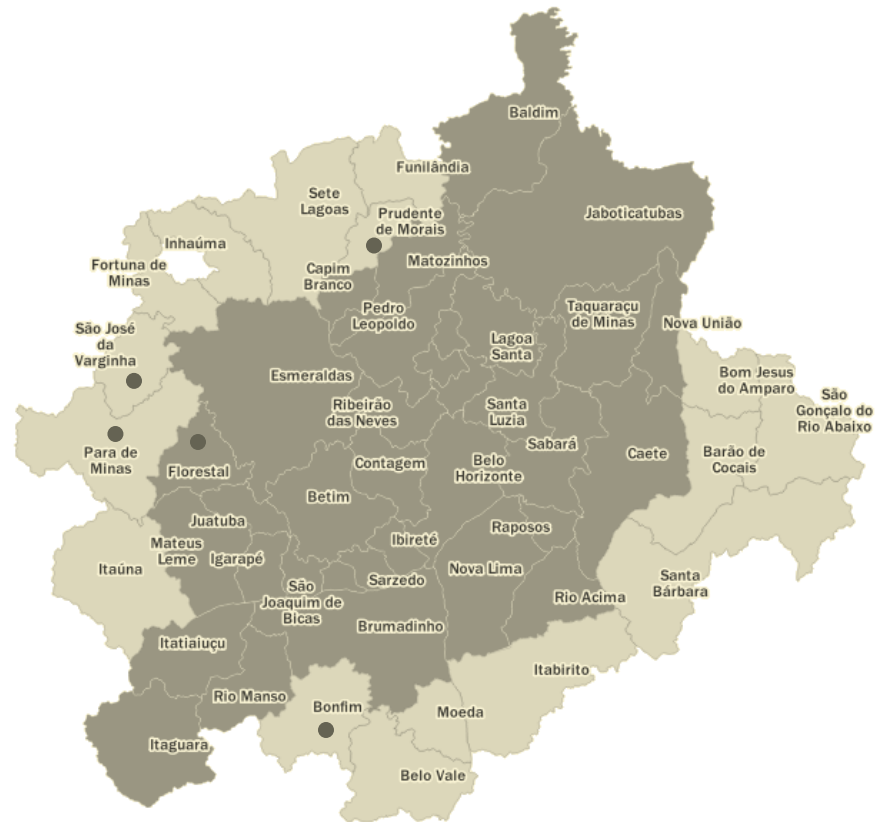 Baldim
Funilândia
Sete
Lagoas
Prudente
de Morais
Jaboticatubas
Inhaúma
Fortuna de
Minas
Capim
Branco
Matozinhos
Pedro
Leopoldo
Taquaraçu
de Minas
Nova União
São José
da
Varginha
Lagoa
Santa
Esmeraldas
Bom Jesus
do Amparo
São
Gonçalo do
Rio Abaixo
Ribeirão
das Neves
Santa
Luzia
Sabará
Caete
Barão de
Cocais
Para de
Minas
Florestal
Contagem
Belo
Horizonte
Betim
Juatuba
Raposos
Ibireté
Mateus
Leme
Igarapé
Itaúna
Nova Lima
Sarzedo
São
Joaquim de
Bicas
Santa
Bárbara
Rio Acima
Brumadinho
Itatiaiuçu
Itabirito
Rio Manso
Bonfim
Moeda
Itaguara
Belo Vale